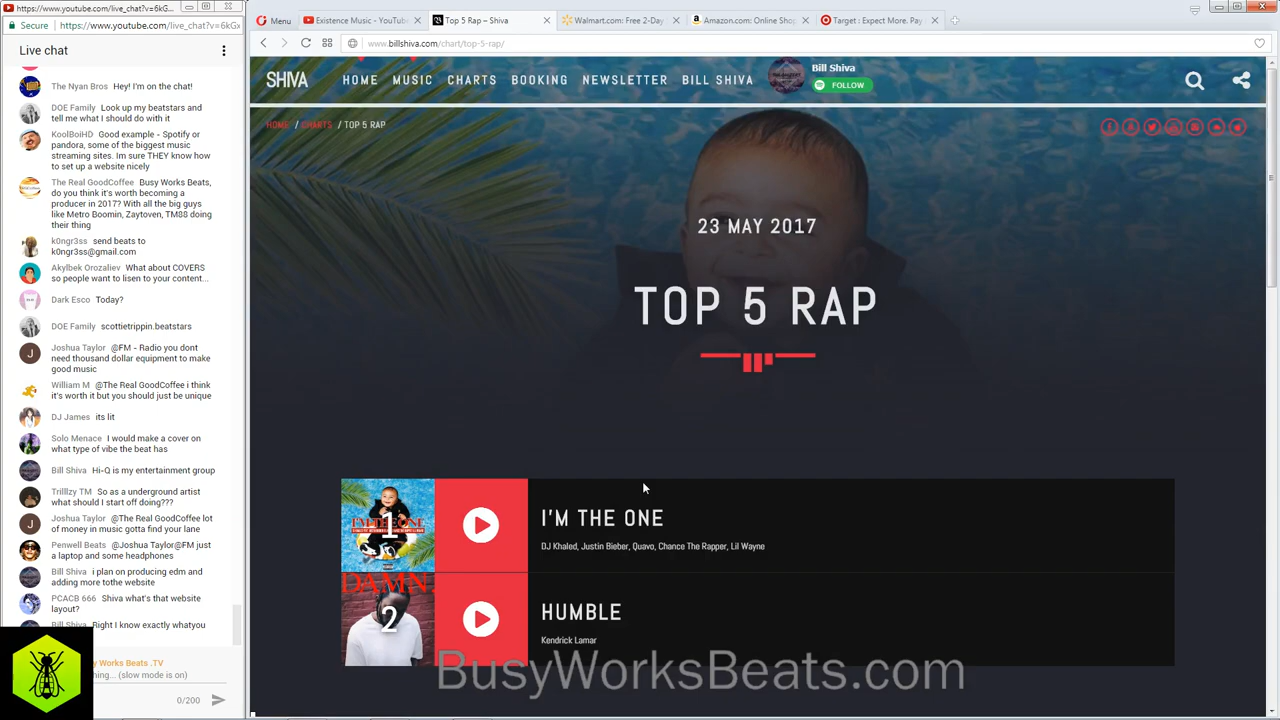 https://www.youtube.com/live_chat?v=6kG...
Secure https://www.youtube.com/live_chat?v=6kGx
Live chat
The Nyan Bros Hey! I'm on the chat!
DOE Family Look up my beatstars and
tell me what I should do with it
KoolBoiHD Good example - Spotify or
pandora, some of the biggest music
streaming sites. Im sure THEY know how
to set up a website nicely
The Real GoodCoffee Busy Works Beats,
do you think it's worth becoming a
producer in 2017? With all the big guys
like Metro Boomin, Zaytoven, TM88 doing
their thing
k0ngr3ss send beats to
k0ngr3ss@gmail.com
Akylbek Orozaliev What about COVERS
so people want to lisen to your content...
Dark Esco Today?
DOE Family scottietrippin.beatstars
Joshua Taylor @FM - Radio you dont
need thousand dollar equipment to make
good music
William M @The Real GoodCoffee i think
it's worth it but you should just be unique
DJ James its lit
Solo Menace I would make a cover on
what type of vibe the beat has
Bill Shiva Hi-Q is my entertainment group
Trilllzy TM So as a underground artist
what should I start off doing???
Joshua Taylor @The Real GoodCoffee lot
of money in music gotta find your lane
Penwell Beats @Joshua Taylor@FM just
a laptop and some headphones
Bill Shiva i plan on producing edm and
adding more tothe website
PCACB 666 Shiva what's that website
layout?
Bill Shiva Right I know exactly whatyou
y Works Beats .TV
thing... (slow mode is on)
0/200
Menu
Existence Music - YouTube
Top 5 Rap – Shiva
Walmart.com: Free 2-Day
Amazon.com: Online Shop
Target : Expect More. Pay
www.billshiva.com/chart/top-5-rap/
SHIVA HOME MUSIC CHARTS BOOKING NEWSLETTER BILL SHIVA
Bill Shiva
FOLLOW
HOME / CHARTS / TOP 5 RAP
23 MAY 2017
TOP 5 RAP
1
I'M THE ONE
DJ Khaled, Justin Bieber, Quavo, Chance The Rapper, Lil Wayne
DAMN.
2
HUMBLE
Kendrick Lamar
BusyWorksBeats.com